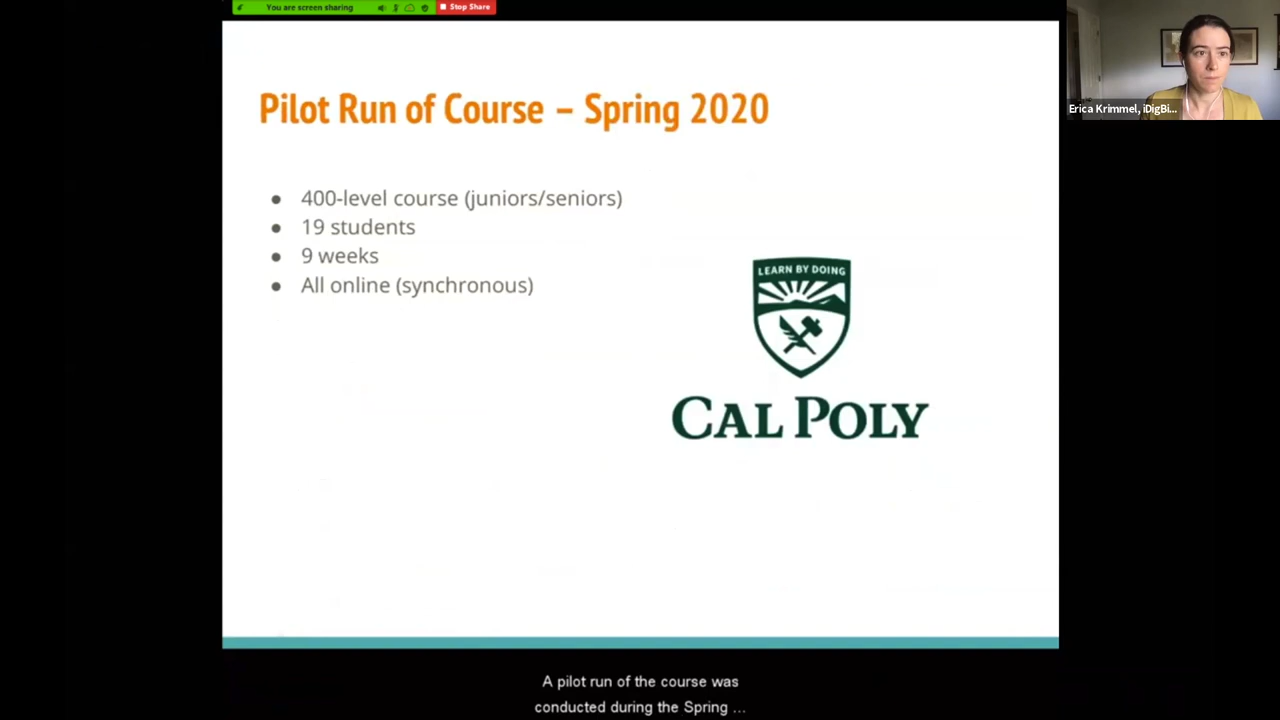 You are screen sharing
Stop Share
Erica Krimmel, iDigBi...
Pilot Run of Course – Spring 2020
● 400-level course (juniors/seniors)
● 19 students
● 9 weeks
● All online (synchronous)
LEARN BY DOING
CAL POLY
A pilot run of the course was
conducted during the Spring ...